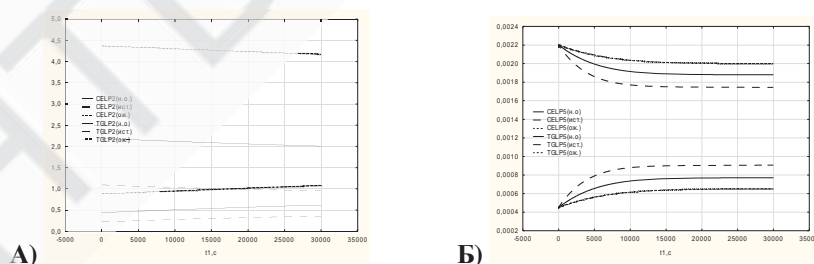 5,0
4,5
4,0
3,5
3,0
2,5
2,0
1,5
1,0
0,5
0,0
CELP2(и.о.)
CELP2(ист.)
CELP2(ож.)
TGLP2(и.о.)
TGLP2(ист.)
TGLP2(ож.)
-5000 0 5000 10000 15000 20000 25000 30000 35000
t1,c
А)
0,0024
0,0022
0,0020
0,0018
0,0016
0,0014
0,0012
0,0010
0,0008
0,0006
0,0004
0,0002
CELP5(и.о)
CELP5(ист.)
CELP5(ож.)
TGLP5(и.о)
TGLP5(ист.)
TGLP5(ож.)
-5000 0 5000 10000 15000 20000 25000 30000 35000
t1,c
Б)